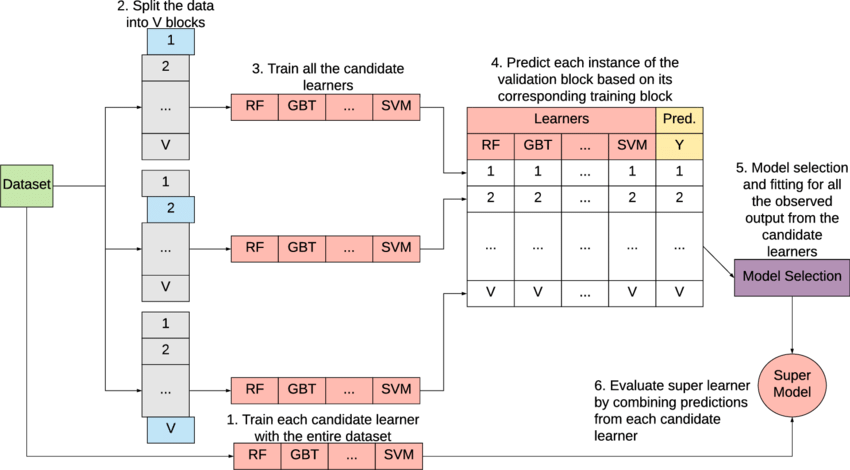 2. Split the data
into V blocks
1
2
...
V
3. Train all the candidate
learners
RF GBT ... SVM
4. Predict each instance of the
validation block based on its
corresponding training block
Learners Pred.
RF GBT ... SVM Y
1 1 ... 1 1
2 2 ... 2 2
... ... ... ... ...
V V ... V V
Dataset
1
2
...
V
RF GBT ... SVM
5. Model selection
and fitting for all
the observed
output from the
candidate
learners
Model Selection
1
2
...
V
RF GBT ... SVM
6. Evaluate super learner
by combining predictions
from each candidate
learner
Super
Model
1. Train each candidate learner
with the entire dataset
RF GBT ... SVM